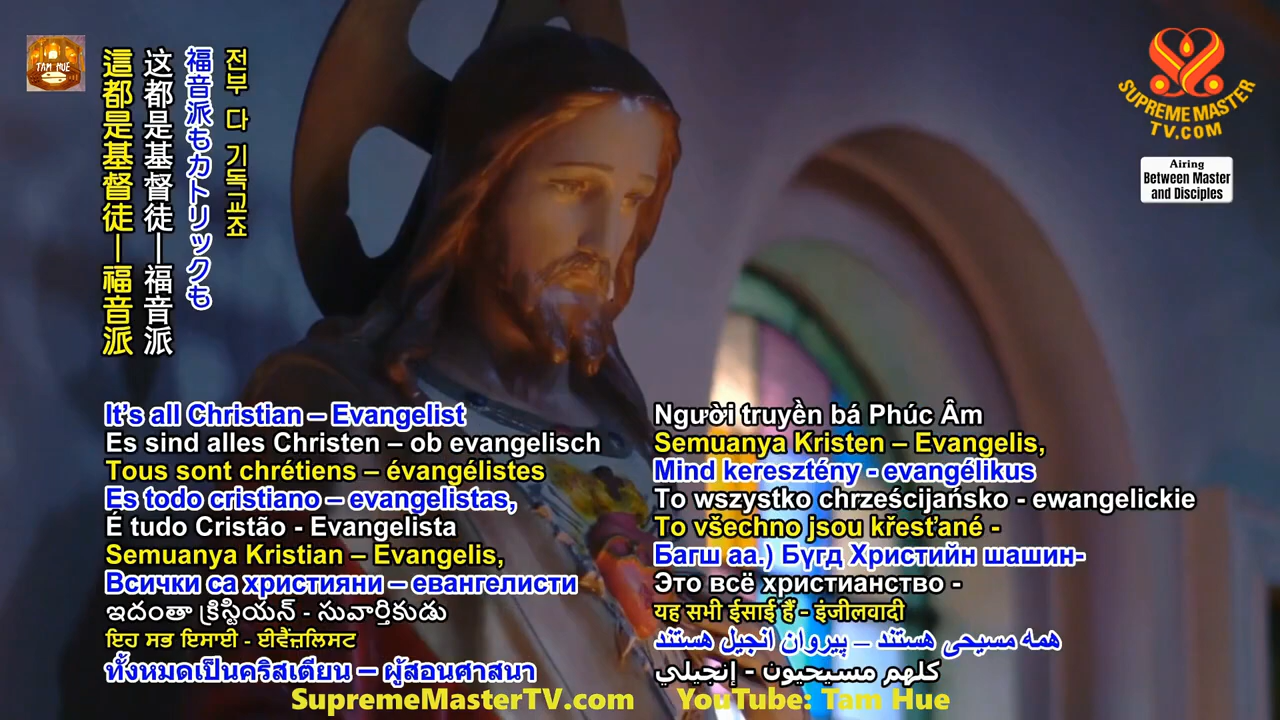 TAM HUE
這都是基督徒—福音派
这都是基督徒—福音派
福音派もカトリックも
전부 다 기독교죠
SUPREME MASTER
TV.COM
Airing
Between Master
and Disciples
It's all Christian – Evangelist
Es sind alles Christen – ob evangelisch
Tous sont chrétiens – évangélistes
Es todo cristiano – evangelistas,
É tudo Cristão - Evangelista
Semuanya Kristian – Evangelis,
Всички са християни – евангелисти
ఇదంతా క్రిస్టియన్ - సువార్తికుడు
ਇਹ ਸਭ ਇਸਾਈ - ਈਵੈਂਜ਼ਲਿਸਟ
ทั้งหมดเป็นคริสเตียน – ผู้สอนศาสนา
Người truyền bá Phúc Âm
Semuanya Kristen – Evangelis,
Mind keresztény - evangélikus
To wszystko chrześcijańsko - ewangelickie
To všechno jsou křesťané -
Багш аа.) Бүгд Христийн шашин-
Это всё христианство -
यह सभी ईसाई हैं - इंजीलवादी
همه مسیحی هستند – پیروان انجیل هستند
كلهم مسيحيون - إنجيلي
SupremeMasterTV.com YouTube: Tam Hue